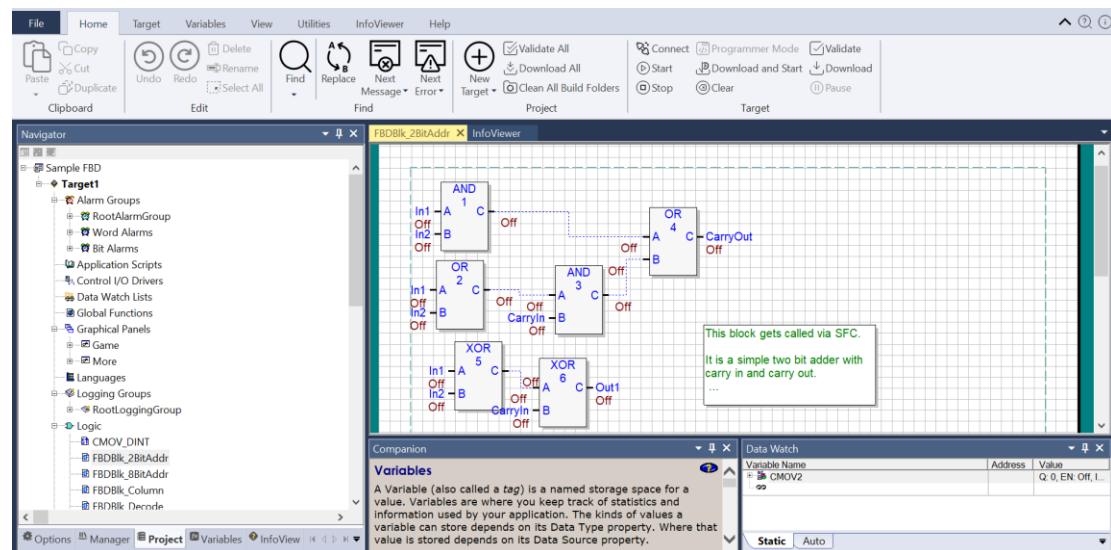 File Home Target Variables View Utilities InfoViewer Help
Paste Copy Cut Duplicate Clipboard
Undo Redo Delete Rename Select All Edit
Find Replace Next Message Next Error Find
New Target Validate All Download All Clean All Build Folders Project
Connect Programmer Mode Validate
Start Download and Start Download
Stop Clear Pause
Target
Navigator
Sample FBD
Target1
Alarm Groups
RootAlarmGroup
Word Alarms
Bit Alarms
Application Scripts
Control I/O Drivers
Data Watch Lists
Global Functions
Graphical Panels
Game
More
Languages
Logging Groups
RootLoggingGroup
Logic
CMOV_DINT
FBDBlk_2BitAddr
FBDBlk_8BitAddr
FBDBlk_Column
FBDBlk_Decode
Options Manager Project Variables InfoView
FBDBlk_2BitAddr X InfoViewer
AND
1
In1 A C Off
Off
In2 B
Off
OR
4
A C CarryOut
Off Off
B
OR
2
In1 A C Off
Off
In2 B
Off
AND
3
Off
A C Off
Off
CarryIn B
Off
XOR
5
In1 A C Off
Off
In2 B
Off
XOR
6
Off A C Out1
Off
CarryIn B
Off
This block gets called via SFC.
It is a simple two bit adder with
carry in and carry out.
...
Companion
Variables
A Variable (also called a tag) is a named storage space for a
value. Variables are where you keep track of statistics and
information used by your application. The kinds of values a
variable can store depends on its Data Type property. Where that
value is stored depends on its Data Source property.
Data Watch
Variable Name Address Value
CMOV2 Q: 0, EN: Off, I...
Static Auto